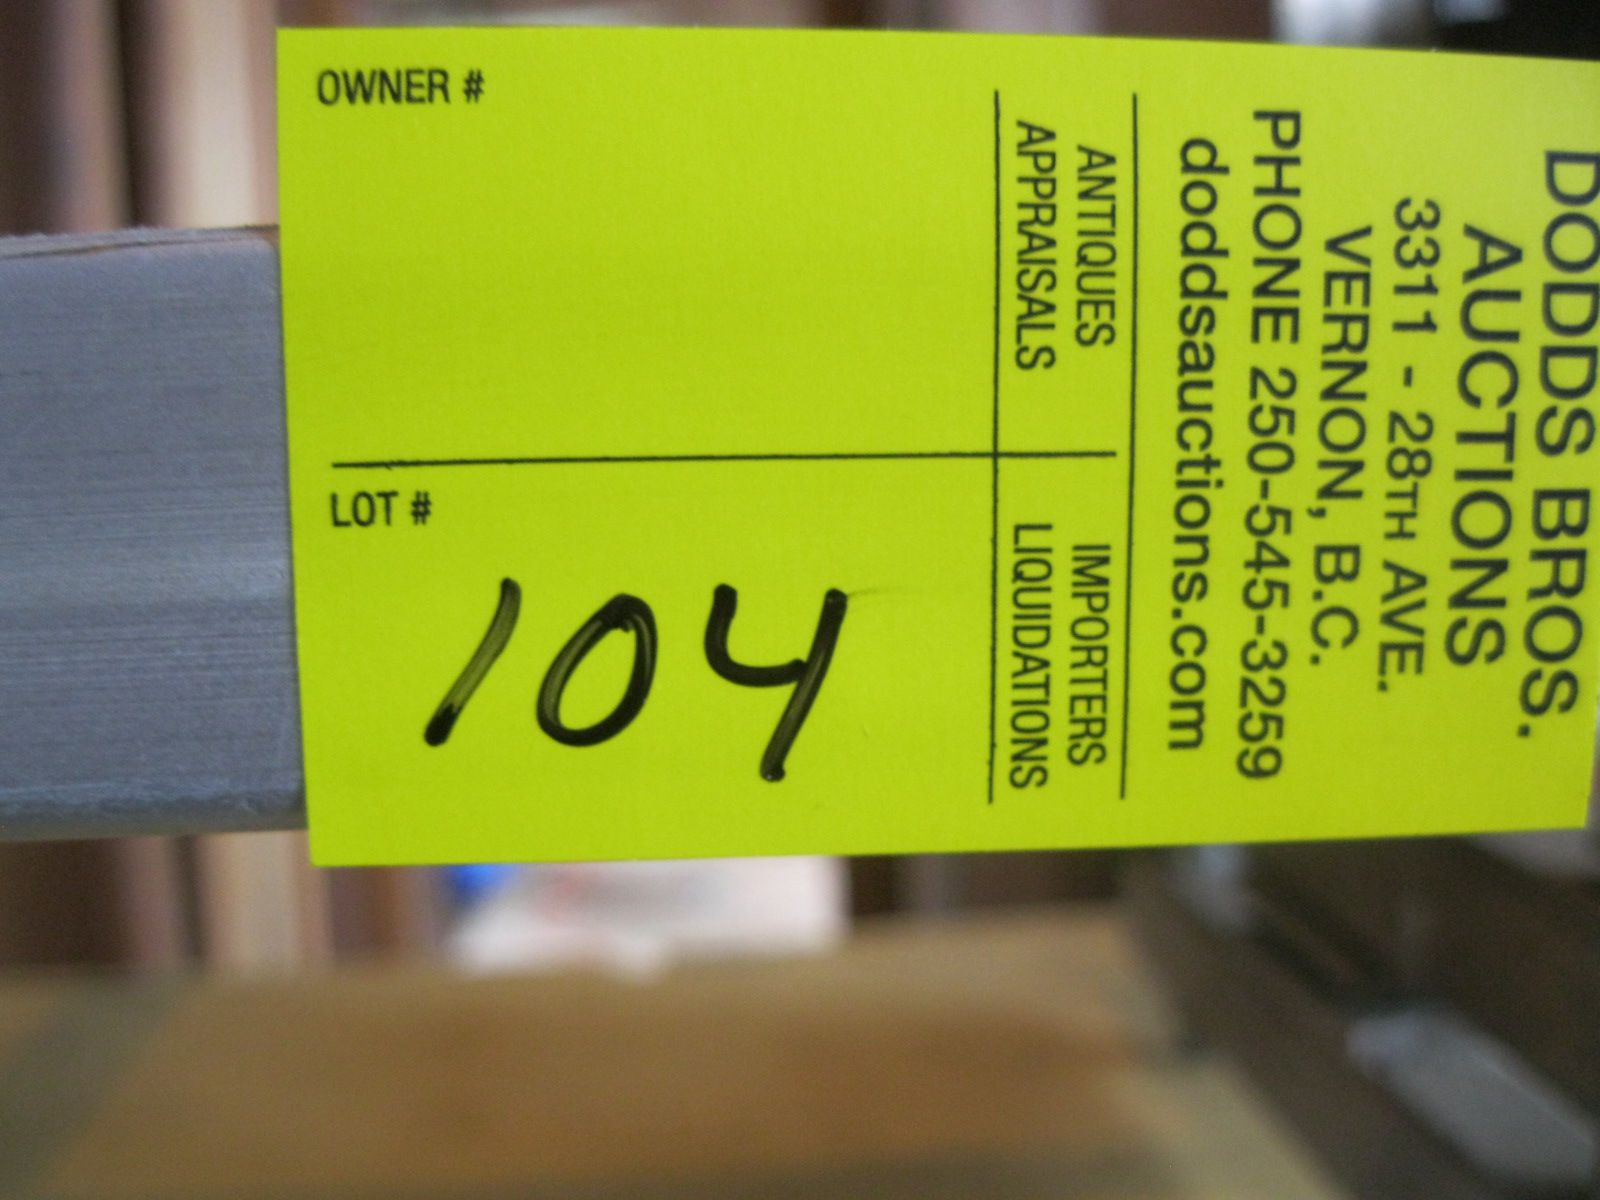 OWNER #
LOT #
104
DODDS BROS.
AUCTIONS
3311 - 28TH AVE.
VERNON, B.C.
PHONE 250-545-3259
doddsauctions.com
ANTIQUES
APPRAISALS
IMPORTERS
LIQUIDATIONS